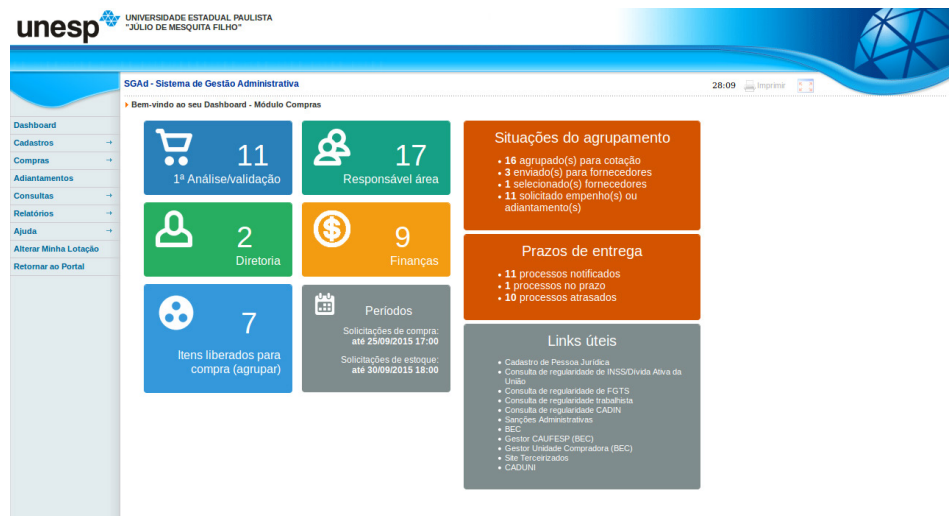 unesp
UNIVERSIDADE ESTADUAL PAULISTA
"JÚLIO DE MESQUITA FILHO"
SGAd - Sistema de Gestão Administrativa
28:09 Imprimir
Bem-vindo ao seu Dashboard - Módulo Compras
Dashboard
Cadastros
Compras
Adiantamentos
Consultas
Relatórios
Ajuda
Alterar Minha Lotação
Retornar ao Portal
11
1ª Análise/validação
17
Responsável área
2
Diretoria
9
Finanças
7
Itens liberados para
compra (agrupar)
Períodos
Solicitações de compra:
até 25/09/2015 17:00
Solicitações de estoque:
até 30/09/2015 18:00
Situações do agrupamento
• 16 agrupado(s) para cotação
• 3 enviado(s) para fornecedores
• 1 selecionado(s) fornecedores
• 11 solicitado empenho(s) ou
adiantamento(s)
Prazos de entrega
• 11 processos notificados
• 1 processos no prazo
• 10 processos atrasados
Links úteis
• Cadastro de Pessoa Jurídica
• Consulta de regularidade de INSS/Dívida Ativa da
União
• Consulta de regularidade de FGTS
• Consulta de regularidade trabalhista
• Consulta de regularidade CADIN
• Sanções Administrativas
• BEC
• Gestor CAUFESP (BEC)
• Gestor Unidade Compradora (BEC)
• Site Terceirizados
• CADUNI